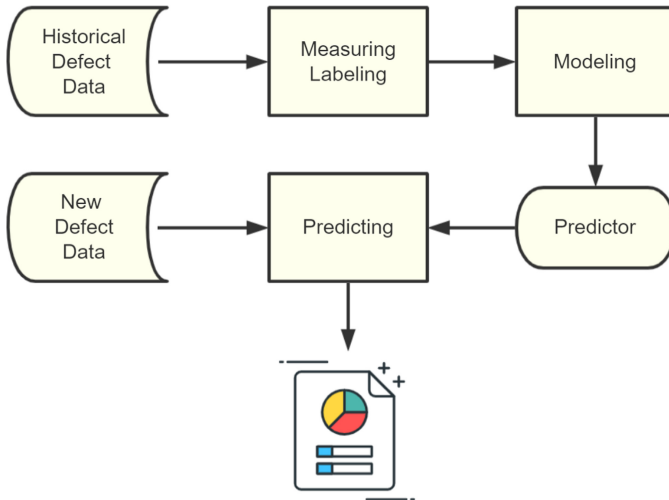 Historical
Defect
Data
Measuring
Labeling
Modeling
New
Defect
Data
Predicting
Predictor